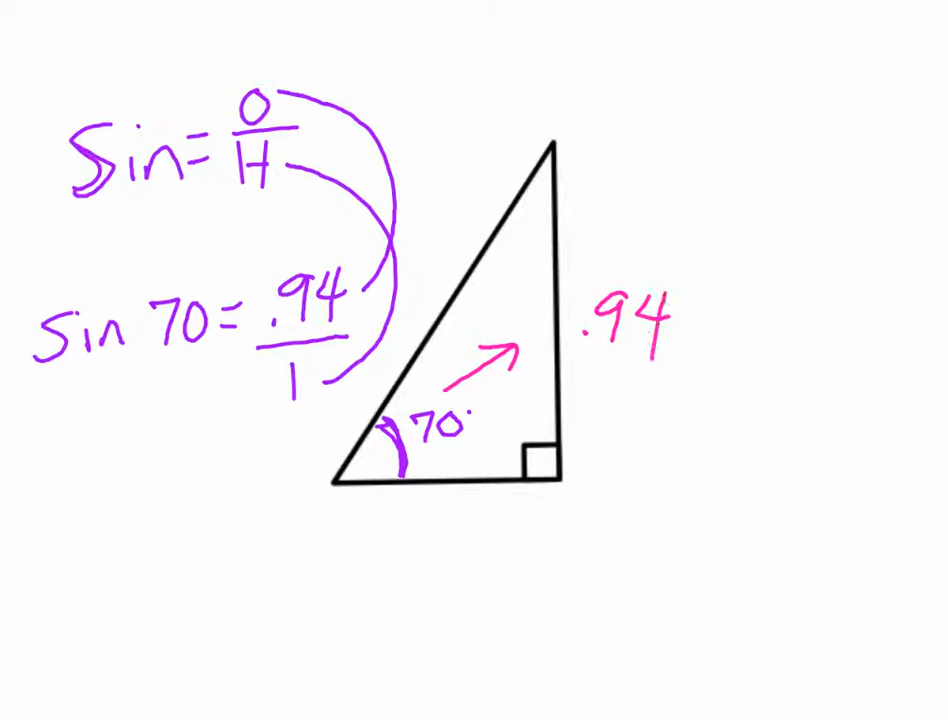 Sin = O/H
Sin 70 = .94/1
.94
70°